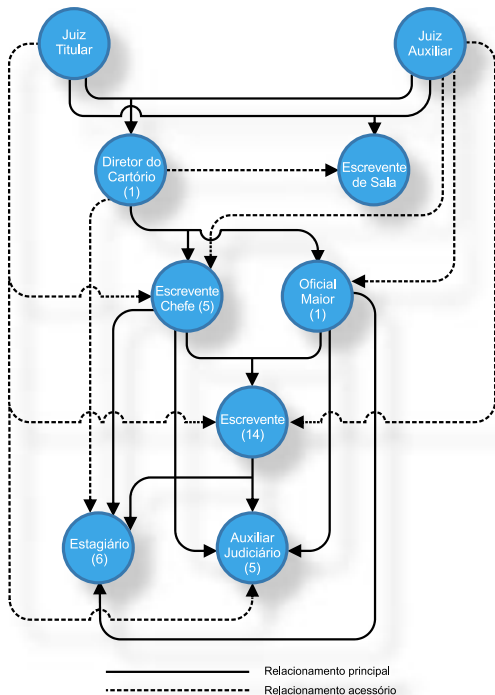 Juiz
Titular
Juiz
Auxiliar
Diretor do
Cartório
(1)
Escrevente
de Sala
Escrevente
Chefe (5)
Oficial
Maior
(1)
Escrevente
(14)
Estagiário
(6)
Auxiliar
Judiciário
(5)
Relacionamento principal
Relacionamento acessório